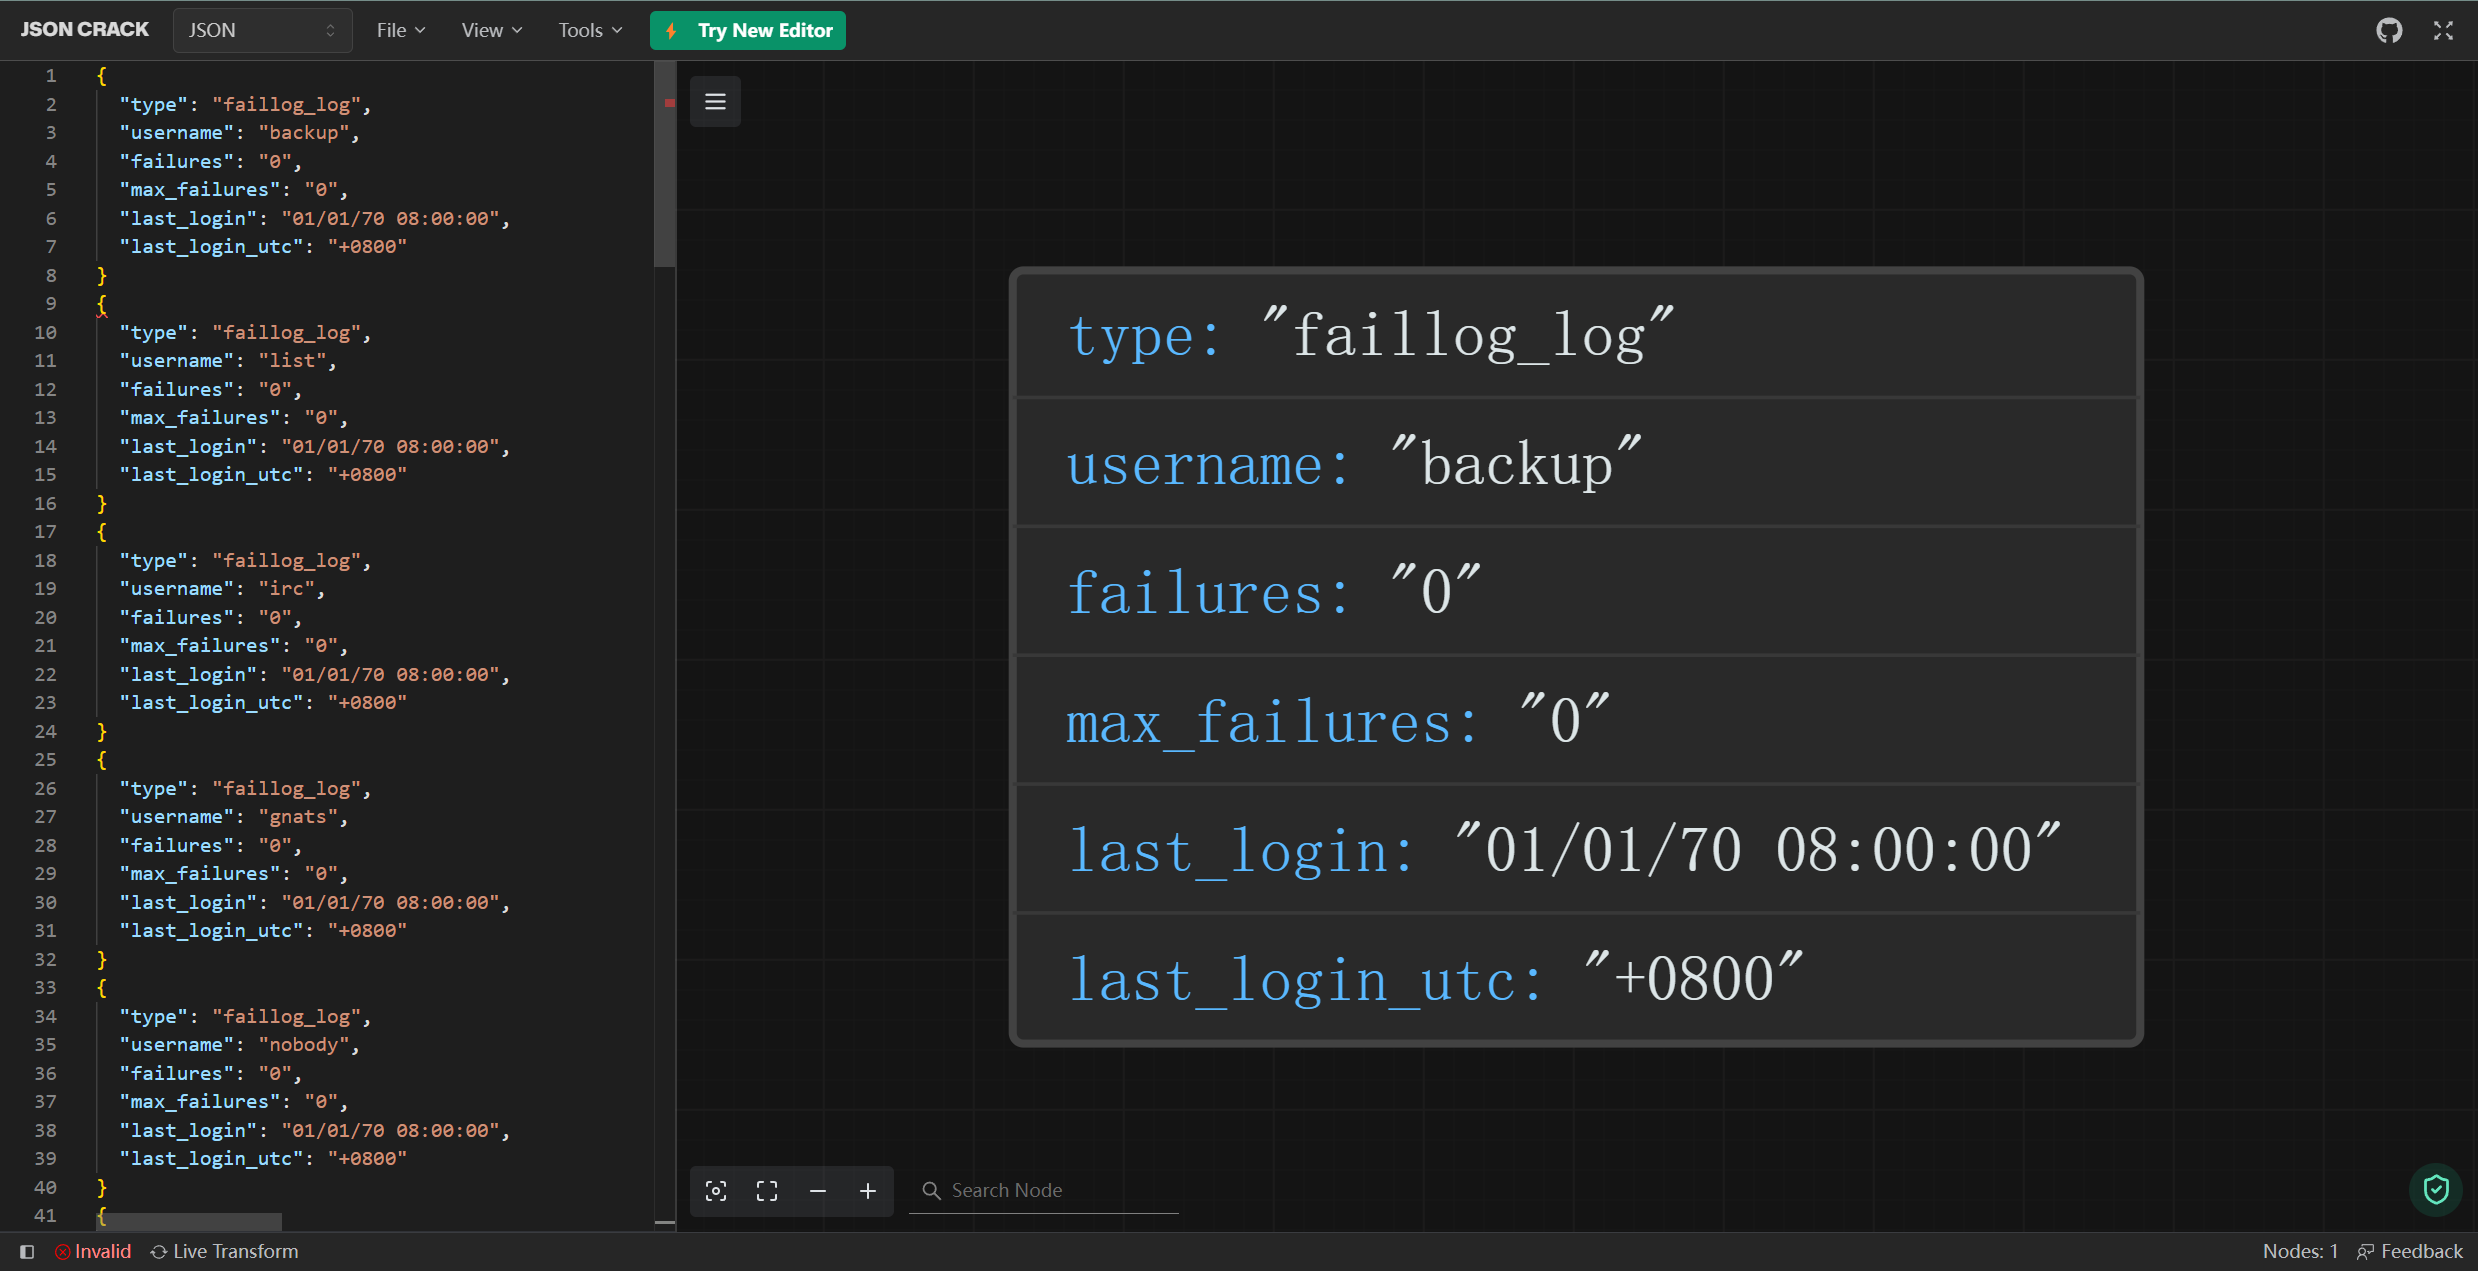 JSON CRACK JSON File View Tools Try New Editor
1 {
2 "type": "faillog_log",
3 "username": "backup",
4 "failures": "0",
5 "max_failures": "0",
6 "last_login": "01/01/70 08:00:00",
7 "last_login_utc": "+0800"
8 }
9 {
10 "type": "faillog_log",
11 "username": "list",
12 "failures": "0",
13 "max_failures": "0",
14 "last_login": "01/01/70 08:00:00",
15 "last_login_utc": "+0800"
16 }
17 {
18 "type": "faillog_log",
19 "username": "irc",
20 "failures": "0",
21 "max_failures": "0",
22 "last_login": "01/01/70 08:00:00",
23 "last_login_utc": "+0800"
24 }
25 {
26 "type": "faillog_log",
27 "username": "gnats",
28 "failures": "0",
29 "max_failures": "0",
30 "last_login": "01/01/70 08:00:00",
31 "last_login_utc": "+0800"
32 }
33 {
34 "type": "faillog_log",
35 "username": "nobody",
36 "failures": "0",
37 "max_failures": "0",
38 "last_login": "01/01/70 08:00:00",
39 "last_login_utc": "+0800"
40 }
41 {
type: "faillog_log"
username: "backup"
failures: "0"
max_failures: "0"
last_login: "01/01/70 08:00:00"
last_login_utc: "+0800"
Search Node
Invalid Live Transform Nodes: 1 Feedback